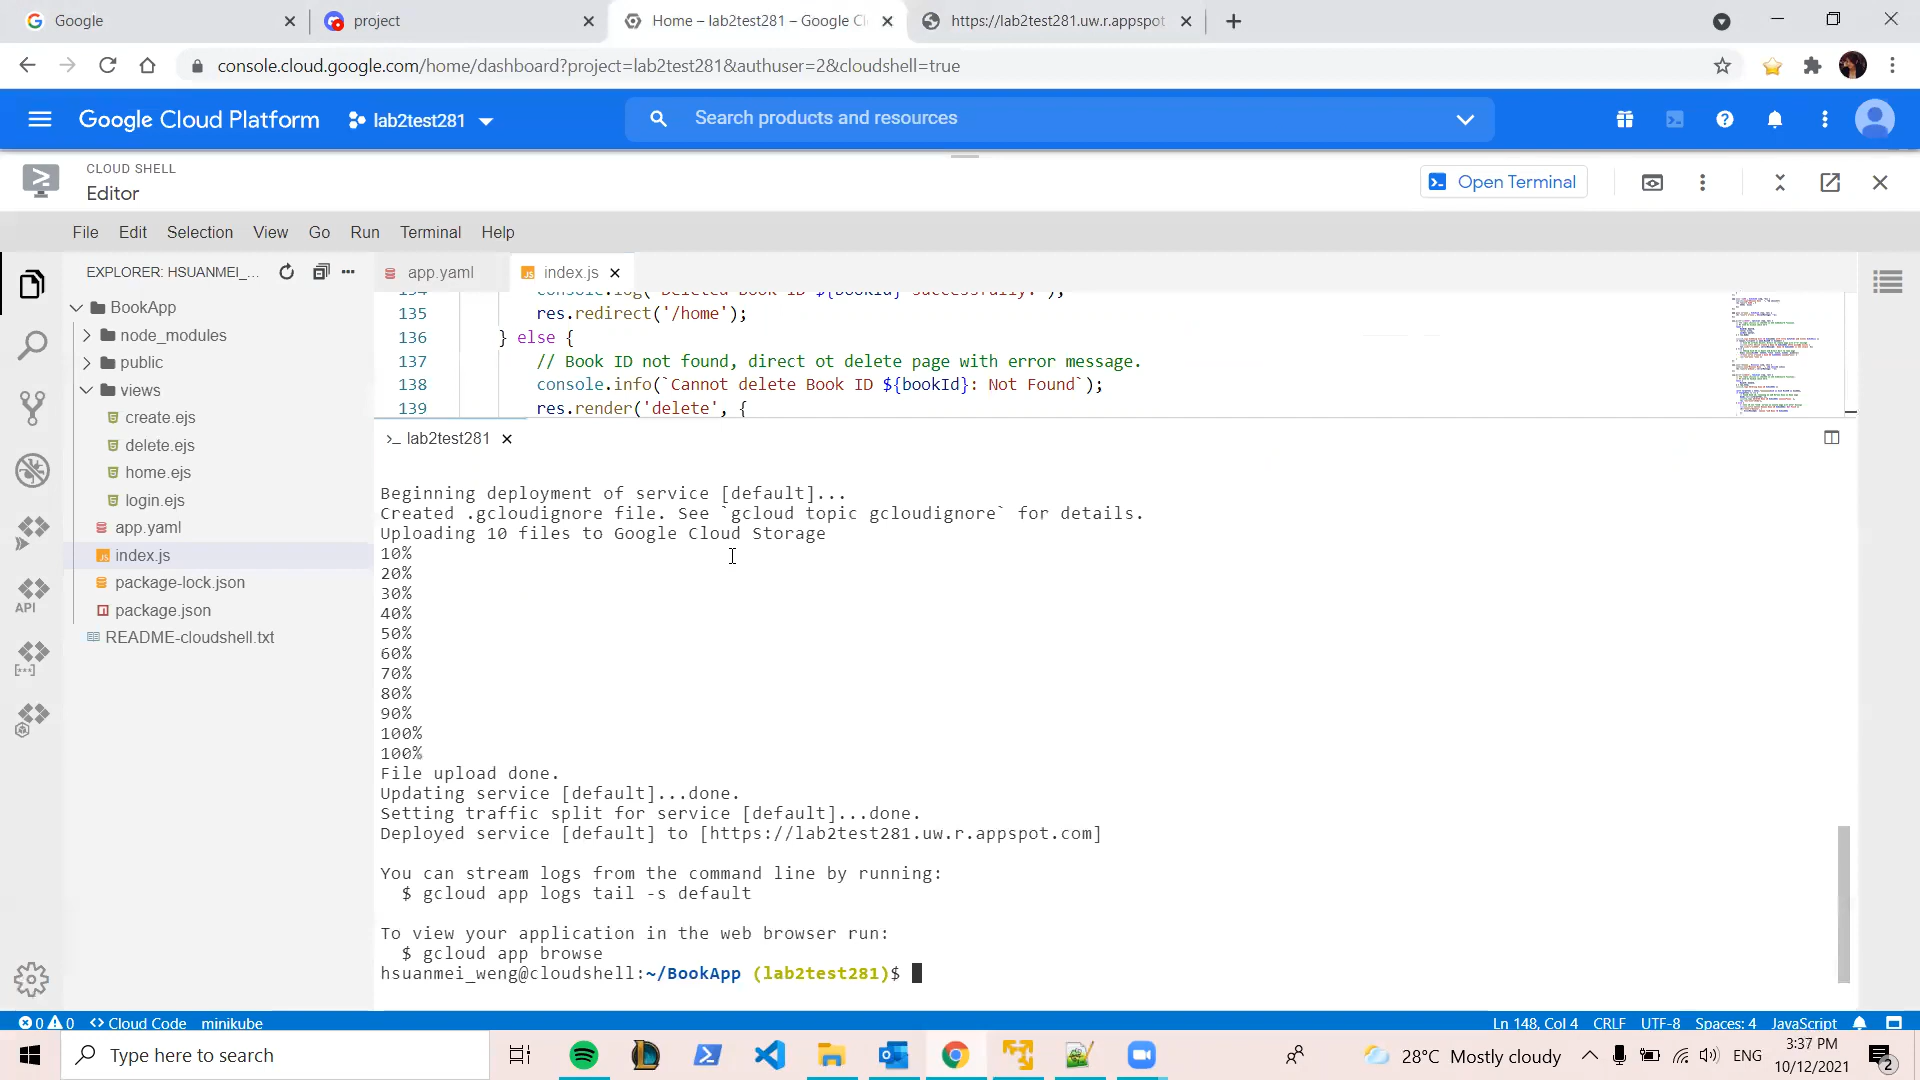 Google
project
Home – lab2test281 – Google Cl
https://lab2test281.uw.r.appspot
console.cloud.google.com/home/dashboard?project=lab2test281&authuser=2&cloudshell=true
Google Cloud Platform
lab2test281
Search products and resources
CLOUD SHELL
Editor
Open Terminal
File Edit Selection View Go Run Terminal Help
EXPLORER: HSUANMEI_...
app.yaml
index.js
BookApp
node_modules
public
views
create.ejs
delete.ejs
home.ejs
login.ejs
app.yaml
index.js
package-lock.json
package.json
README-cloudshell.txt
API
134 console.log(`Deleted Book ID ${bookId} successfully!`);
135 res.redirect('/home');
136 } else {
137 // Book ID not found, direct ot delete page with error message.
138 console.info(`Cannot delete Book ID ${bookId}: Not Found`);
139 res.render('delete', {
>_ lab2test281
Beginning deployment of service [default]...
Created .gcloudignore file. See `gcloud topic gcloudignore` for details.
Uploading 10 files to Google Cloud Storage
10%
20%
30%
40%
50%
60%
70%
80%
90%
100%
100%
File upload done.
Updating service [default]...done.
Setting traffic split for service [default]...done.
Deployed service [default] to [https://lab2test281.uw.r.appspot.com]
You can stream logs from the command line by running:
$ gcloud app logs tail -s default
To view your application in the web browser run:
$ gcloud app browse
hsuanmei_weng@cloudshell:~/BookApp (lab2test281)$
0 0 <> Cloud Code minikube
Ln 148, Col 4 CRLF UTF-8 Spaces: 4 JavaScript
Type here to search
28°C Mostly cloudy
ENG
3:37 PM
10/12/2021
2